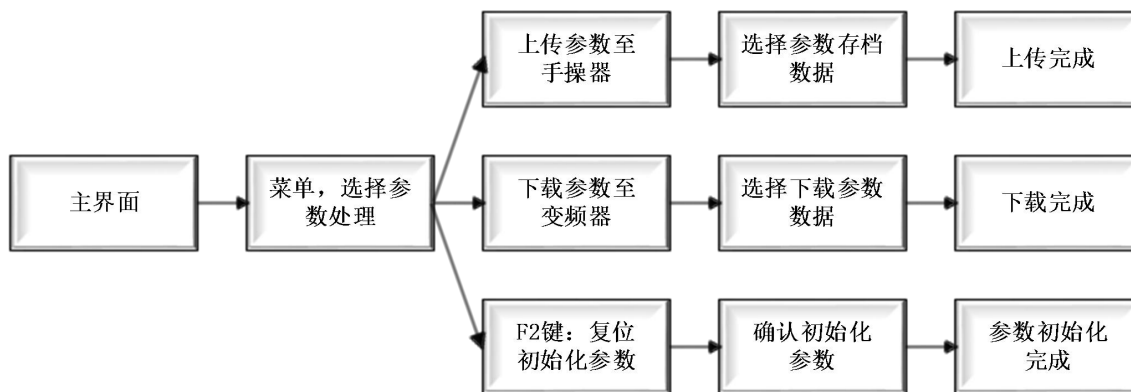 上传参数至
手操器
选择参数存档
数据
上传完成
主界面
菜单，选择参
数处理
下载参数至
变频器
选择下载参数
数据
下载完成
F2键：复位
初始化参数
确认初始化
参数
参数初始化
完成